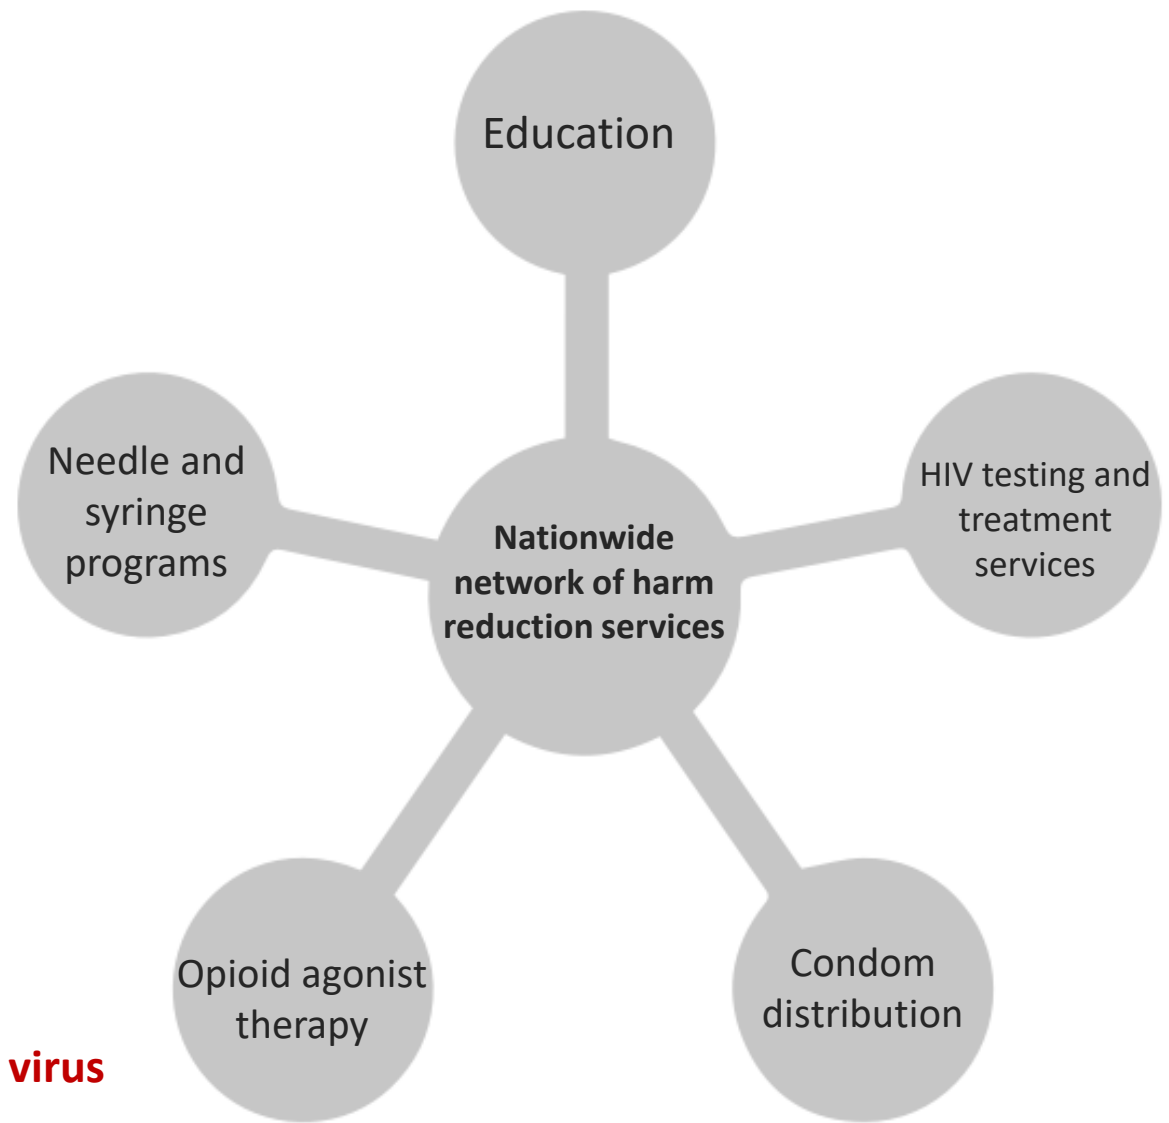 Education
Needle and
syringe
programs
HIV testing and
treatment
services
Nationwide
network of harm
reduction services
Opioid agonist
therapy
Condom
distribution
virus